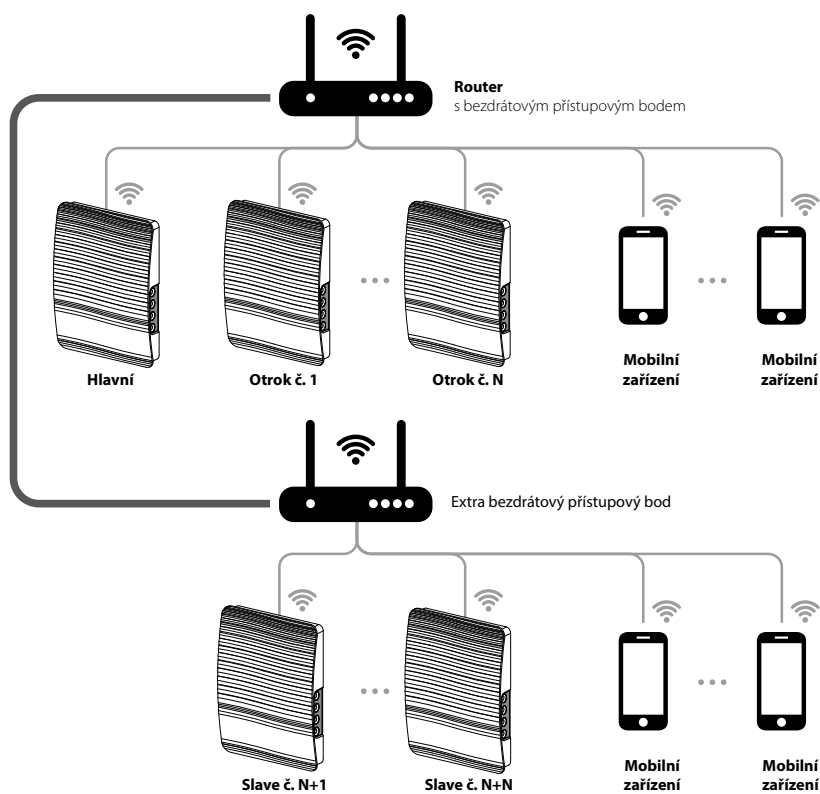 Router
s bezdrátovým přístupovým bodem
Hlavní
Otrok č. 1
Otrok č. N
Mobilní
zařízení
Mobilní
zařízení
Extra bezdrátový přístupový bod
Slave č. N+1
Slave č. N+N
Mobilní
zařízení
Mobilní
zařízení